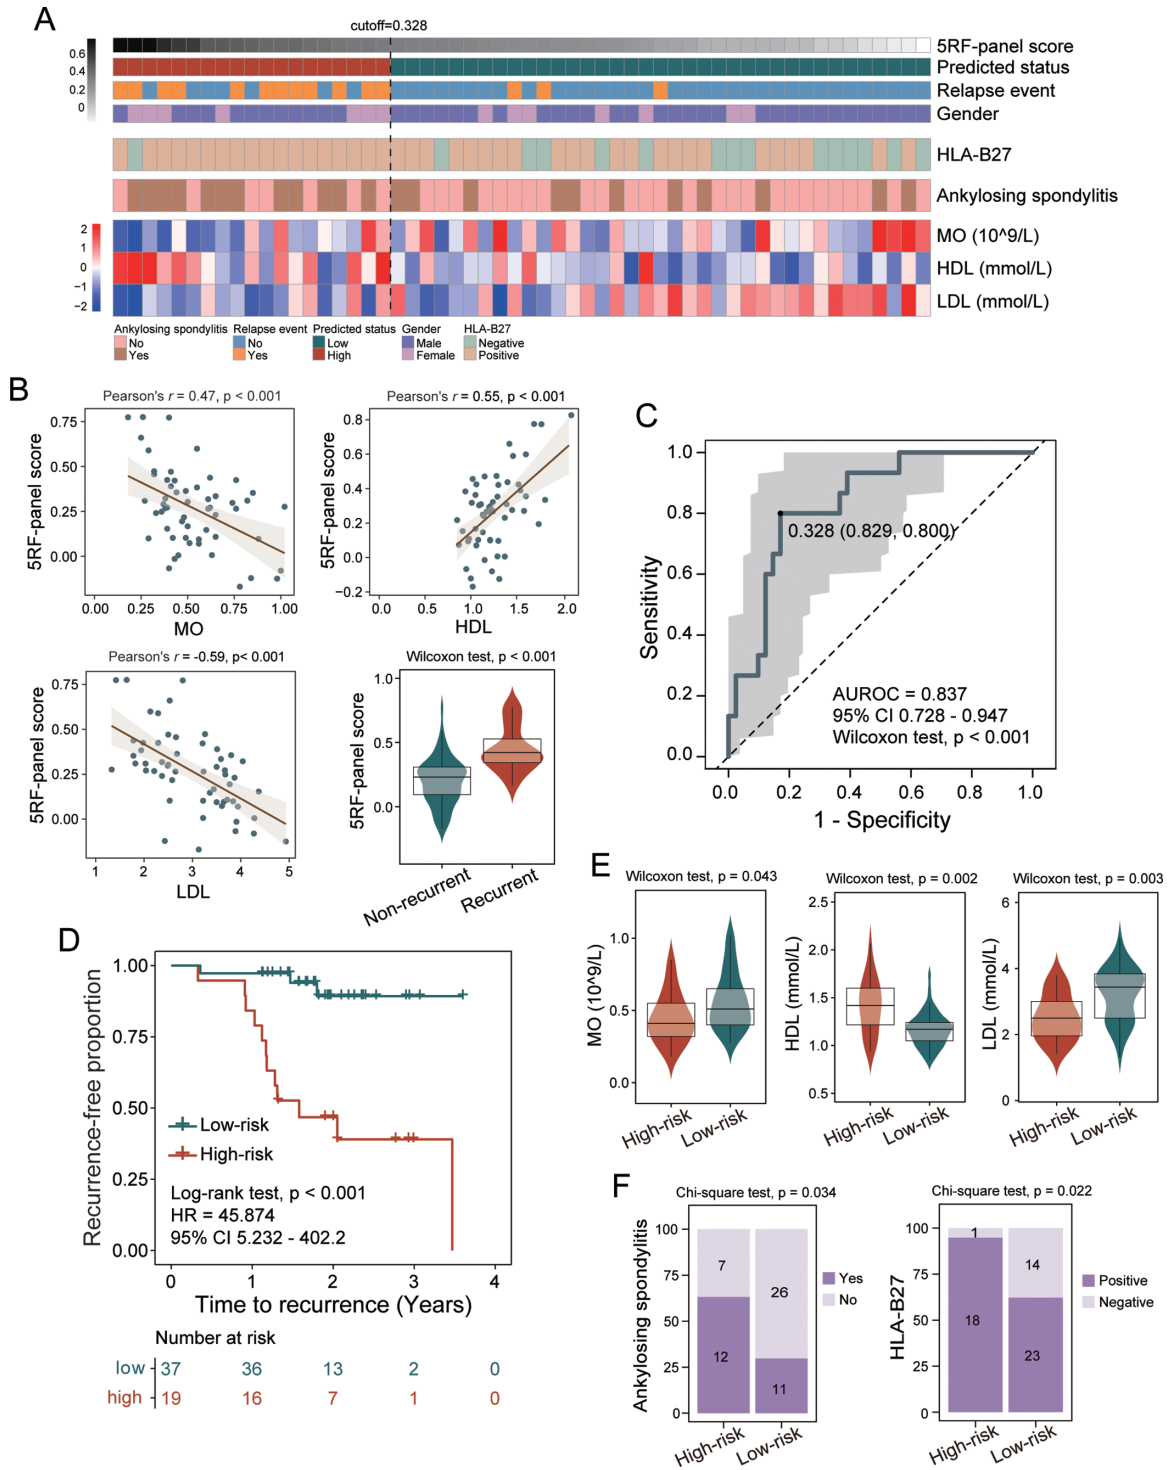 A
cutoff=0.328
0.6
0.4
0.2
0
5RF-panel score
Predicted status
Relapse event
Gender
HLA-B27
Ankylosing spondylitis
2
1
0
−1
−2
MO (10^9/L)
HDL (mmol/L)
LDL (mmol/L)
Ankylosing spondylitis
No
Yes
Relapse event
No
Yes
Predicted status
Low
High
Gender
Male
Female
HLA-B27
Negative
Positive
B
Pearson's r = 0.47, p < 0.001
5RF-panel score
0.75
0.50
0.25
0.00
0.00 0.25 0.50 0.75 1.00
MO
Pearson's r = 0.55, p < 0.001
5RF-panel score
0.8
0.6
0.4
0.2
0.0
−0.2
0.0 0.5 1.0 1.5 2.0
HDL
Pearson's r = -0.59, p< 0.001
5RF-panel score
0.75
0.50
0.25
0.00
1 2 3 4 5
LDL
Wilcoxon test, p < 0.001
5RF-panel score
1.0
0.5
0.0
Non-recurrent
Recurrent
C
Sensitivity
1.0
0.8
0.6
0.4
0.2
0.0
0.328 (0.829, 0.800)
AUROC = 0.837
95% CI 0.728 - 0.947
Wilcoxon test, p < 0.001
0.0 0.2 0.4 0.6 0.8 1.0
1 - Specificity
D
Recurrence-free proportion
1.00
0.75
0.50
0.25
0.00
Low-risk
High-risk
Log-rank test, p < 0.001
HR = 45.874
95% CI 5.232 - 402.2
0 1 2 3 4
Time to recurrence (Years)
Number at risk
low 37 36 13 2 0
high 19 16 7 1 0
E
Wilcoxon test, p = 0.043
MO (10^9/L)
1.0
0.5
0.0
High-risk
Low-risk
Wilcoxon test, p = 0.002
HDL (mmol/L)
2.5
2.0
1.5
1.0
0.5
High-risk
Low-risk
Wilcoxon test, p = 0.003
LDL (mmol/L)
6
4
2
0
High-risk
Low-risk
F
Chi-square test, p = 0.034
Ankylosing spondylitis
100
75
50
25
0
7
26
12
11
Yes
No
High-risk
Low-risk
Chi-square test, p = 0.022
HLA-B27
100
75
50
25
0
1
14
18
23
Positive
Negative
High-risk
Low-risk